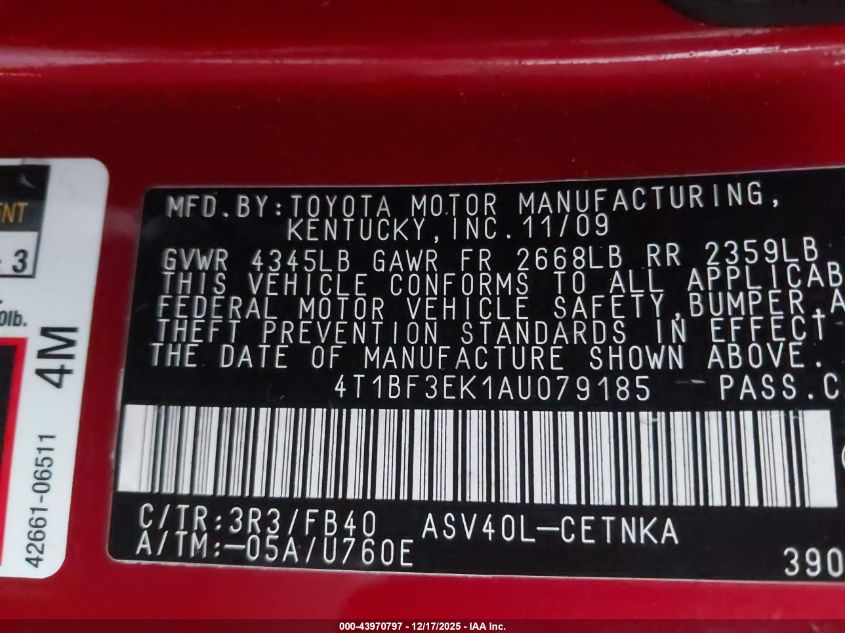 MFD.BY:TOYOTA MOTOR MANUFACTURING,
KENTUCKY,INC.11/09
GVWR 4345LB GAWR FR 2668LB RR 2359LB
THIS VEHICLE CONFORMS TO ALL APPLICAB
FEDERAL MOTOR VEHICLE SAFETY,BUMPER,A
THEFT PREVENTION STANDARDS IN EFFECT
THE DATE OF MANUFACTURE SHOWN ABOVE.
4T1BF3EK1AU079185 PASS.C
C/TR:3R3/FB40 ASV40L-CETNKA
A/TM:-05A/U760E
390
ENT
3
0lb.
4M
42661-06511
000-43970797 - 12/17/2025 - IAA Inc.